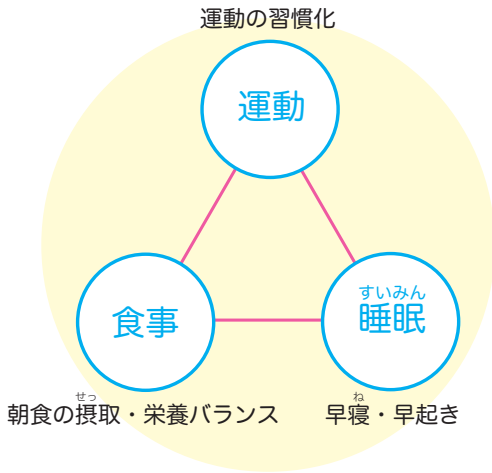 運動の習慣化
運動
食事
すいみん
睡眠
せっ
朝食の摂取・栄養バランス
ね
早寝・早起き